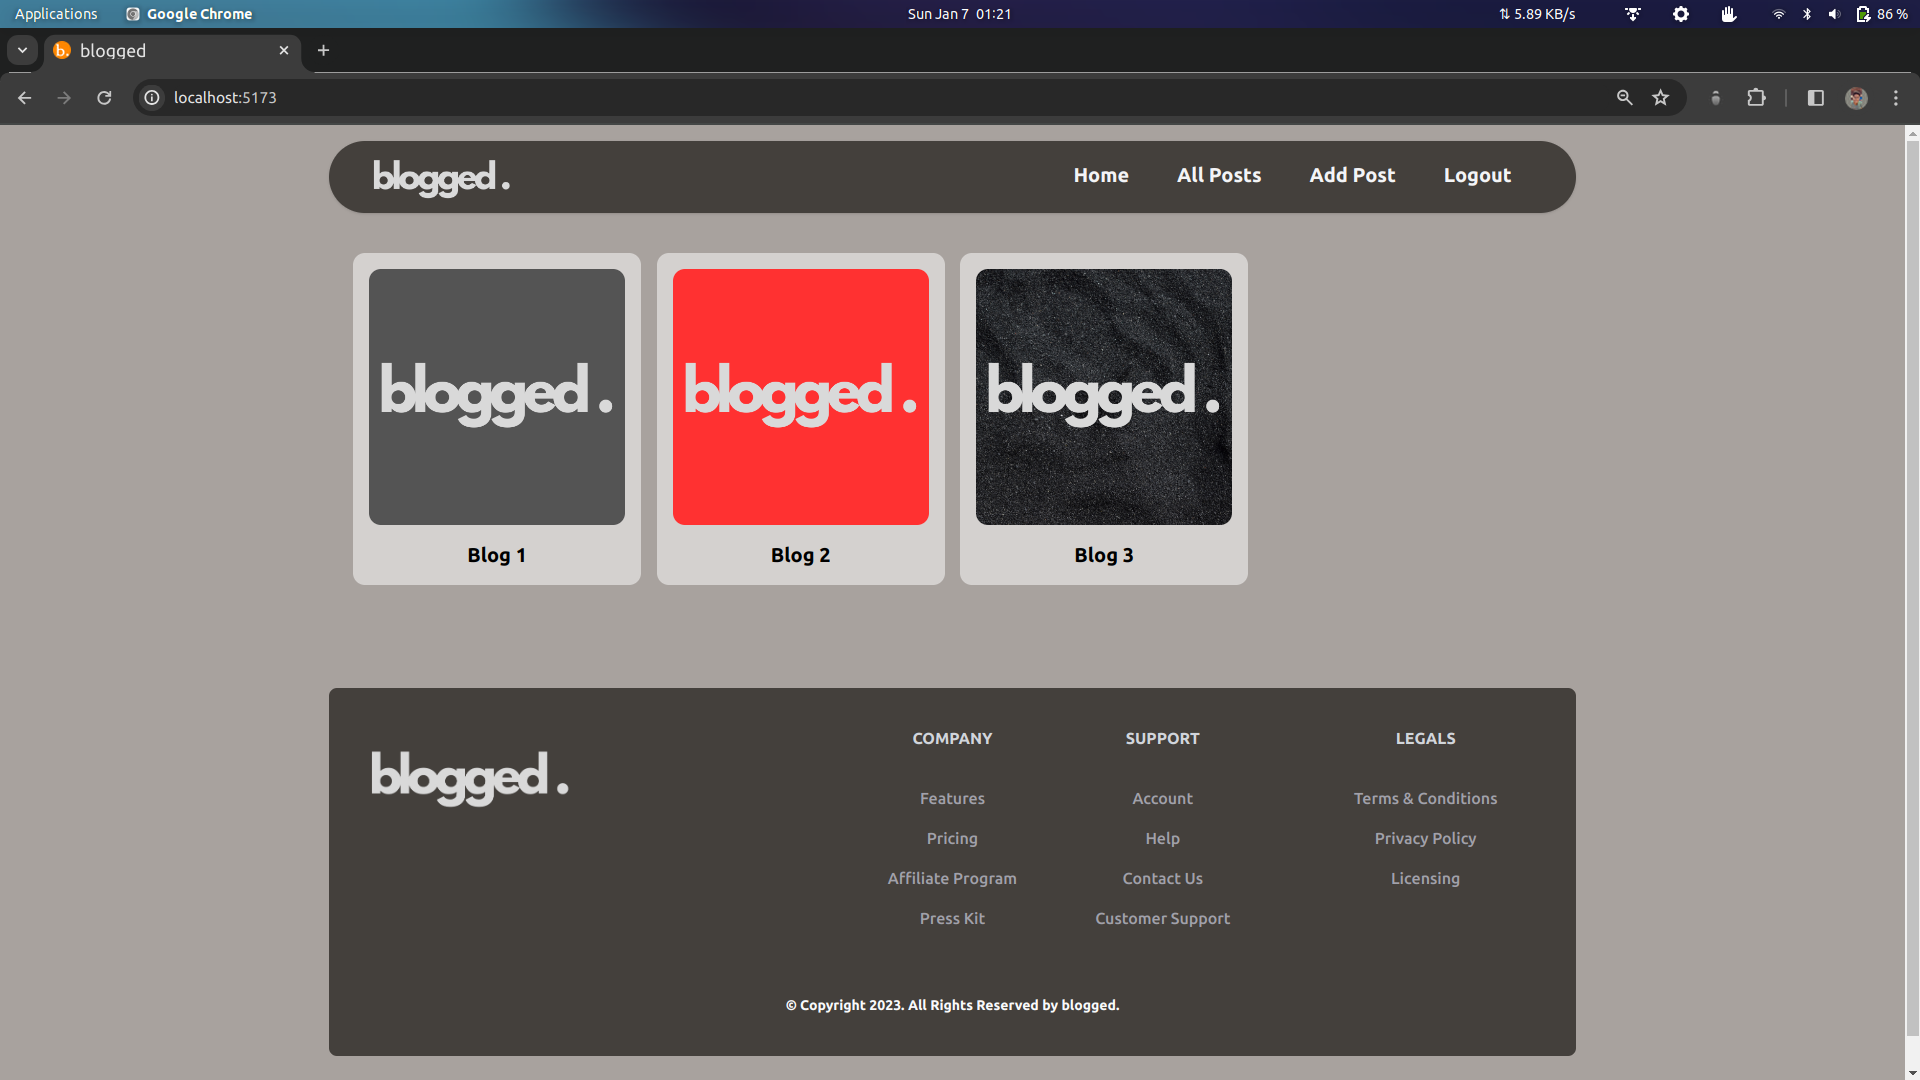 Applications Google Chrome Sun Jan 7 01:21 5.89 KB/s 86 %
b. blogged
localhost:5173
blogged. Home All Posts Add Post Logout
blogged. blogged. blogged.
Blog 1 Blog 2 Blog 3
blogged.
COMPANY SUPPORT LEGALS
Features Account Terms & Conditions
Pricing Help Privacy Policy
Affiliate Program Contact Us Licensing
Press Kit Customer Support
© Copyright 2023. All Rights Reserved by blogged.